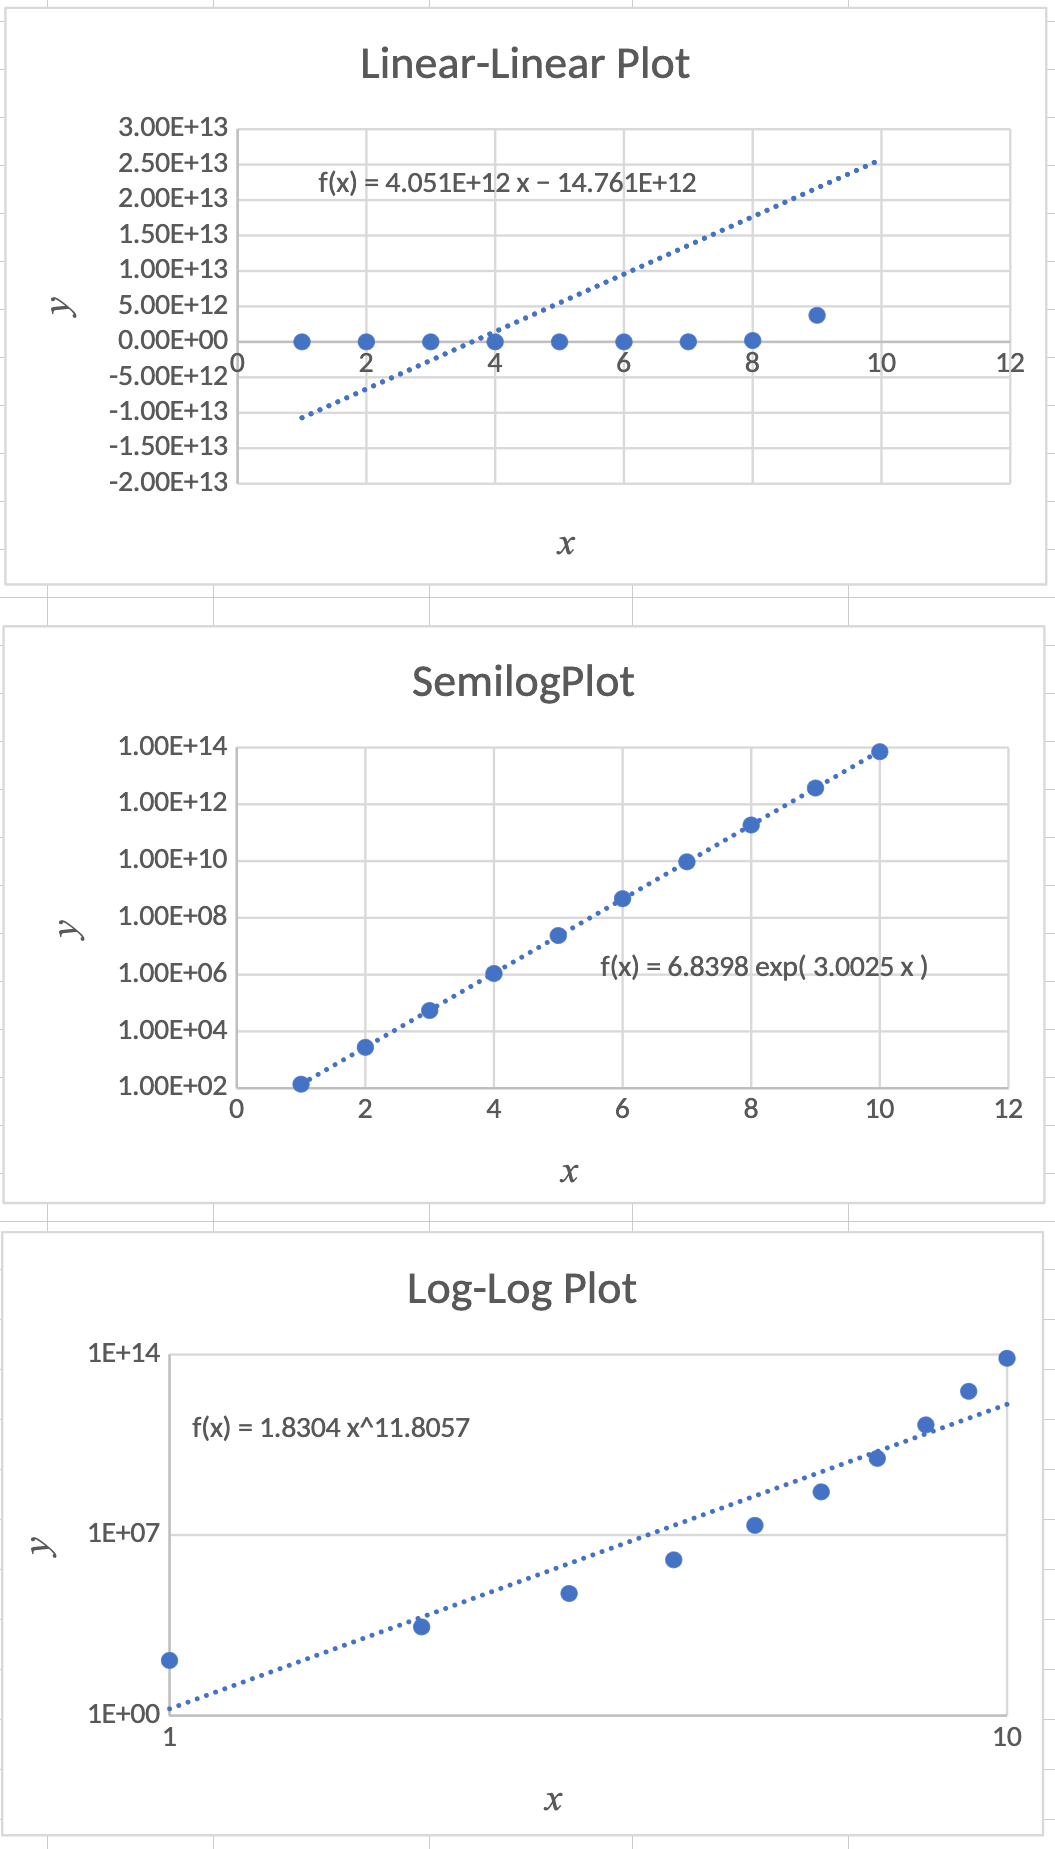 Linear-Linear Plot
3.00E+13
2.50E+13
f(x) = 4.051E+12 x − 14.761E+12
2.00E+13
1.50E+13
1.00E+13
y
5.00E+12
0.00E+00
0 2 4 6 8 10 12
-5.00E+12
-1.00E+13
-1.50E+13
-2.00E+13
x
SemilogPlot
1.00E+14
1.00E+12
1.00E+10
1.00E+08
y
f(x) = 6.8398 exp( 3.0025 x )
1.00E+06
1.00E+04
1.00E+02
0 2 4 6 8 10 12
x
Log-Log Plot
1E+14
f(x) = 1.8304 x^11.8057
1E+07
y
1E+00
1 10
x